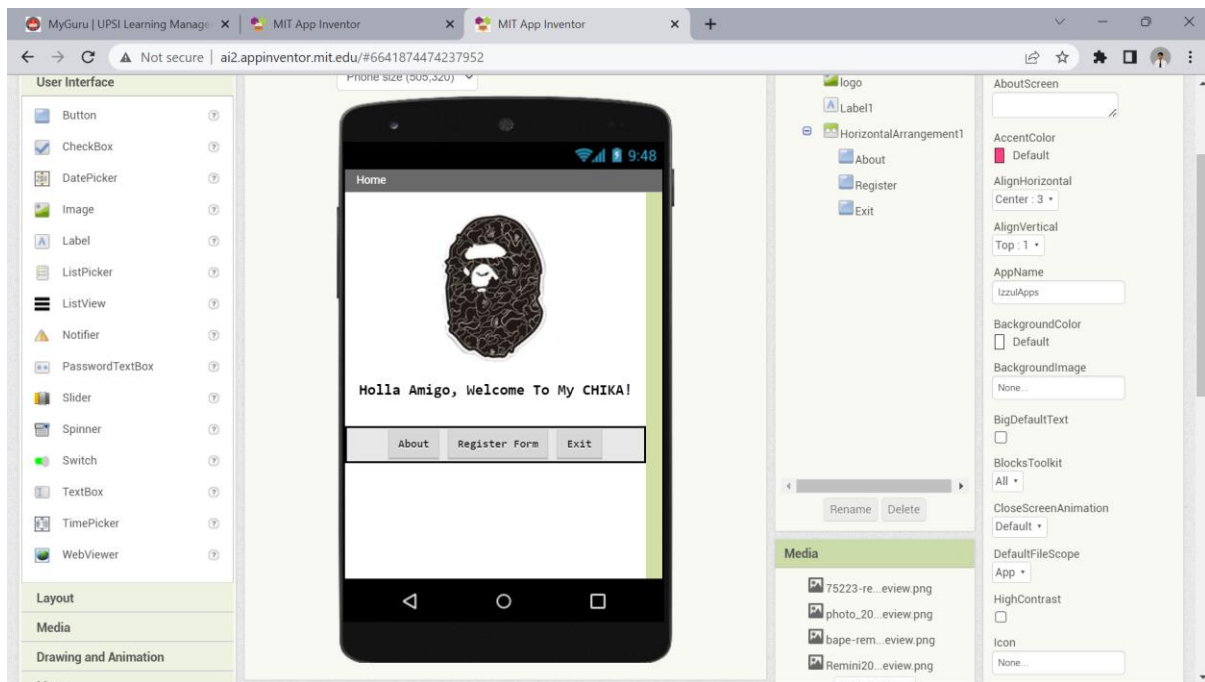 MyGuru | UPSI Learning Manage
MIT App Inventor
MIT App Inventor
Not secure | ai2.appinventor.mit.edu/#6641874474237952
User Interface
Button
CheckBox
DatePicker
Image
Label
ListPicker
ListView
Notifier
PasswordTextBox
Slider
Spinner
Switch
TextBox
TimePicker
WebViewer
Layout
Media
Drawing and Animation
Phone size (505,320)
9:48
Home
Holla Amigo, Welcome To My CHIKA!
About
Register Form
Exit
logo
Label1
HorizontalArrangement1
About
Register
Exit
Rename
Delete
Media
75223-re...eview.png
photo_20...eview.png
bape-rem...eview.png
Remini20...eview.png
AboutScreen
AccentColor
Default
AlignHorizontal
Center : 3
AlignVertical
Top : 1
AppName
IzzulApps
BackgroundColor
Default
BackgroundImage
None...
BigDefaultText
BlocksToolkit
All
CloseScreenAnimation
Default
DefaultFileScope
App
HighContrast
Icon
None...